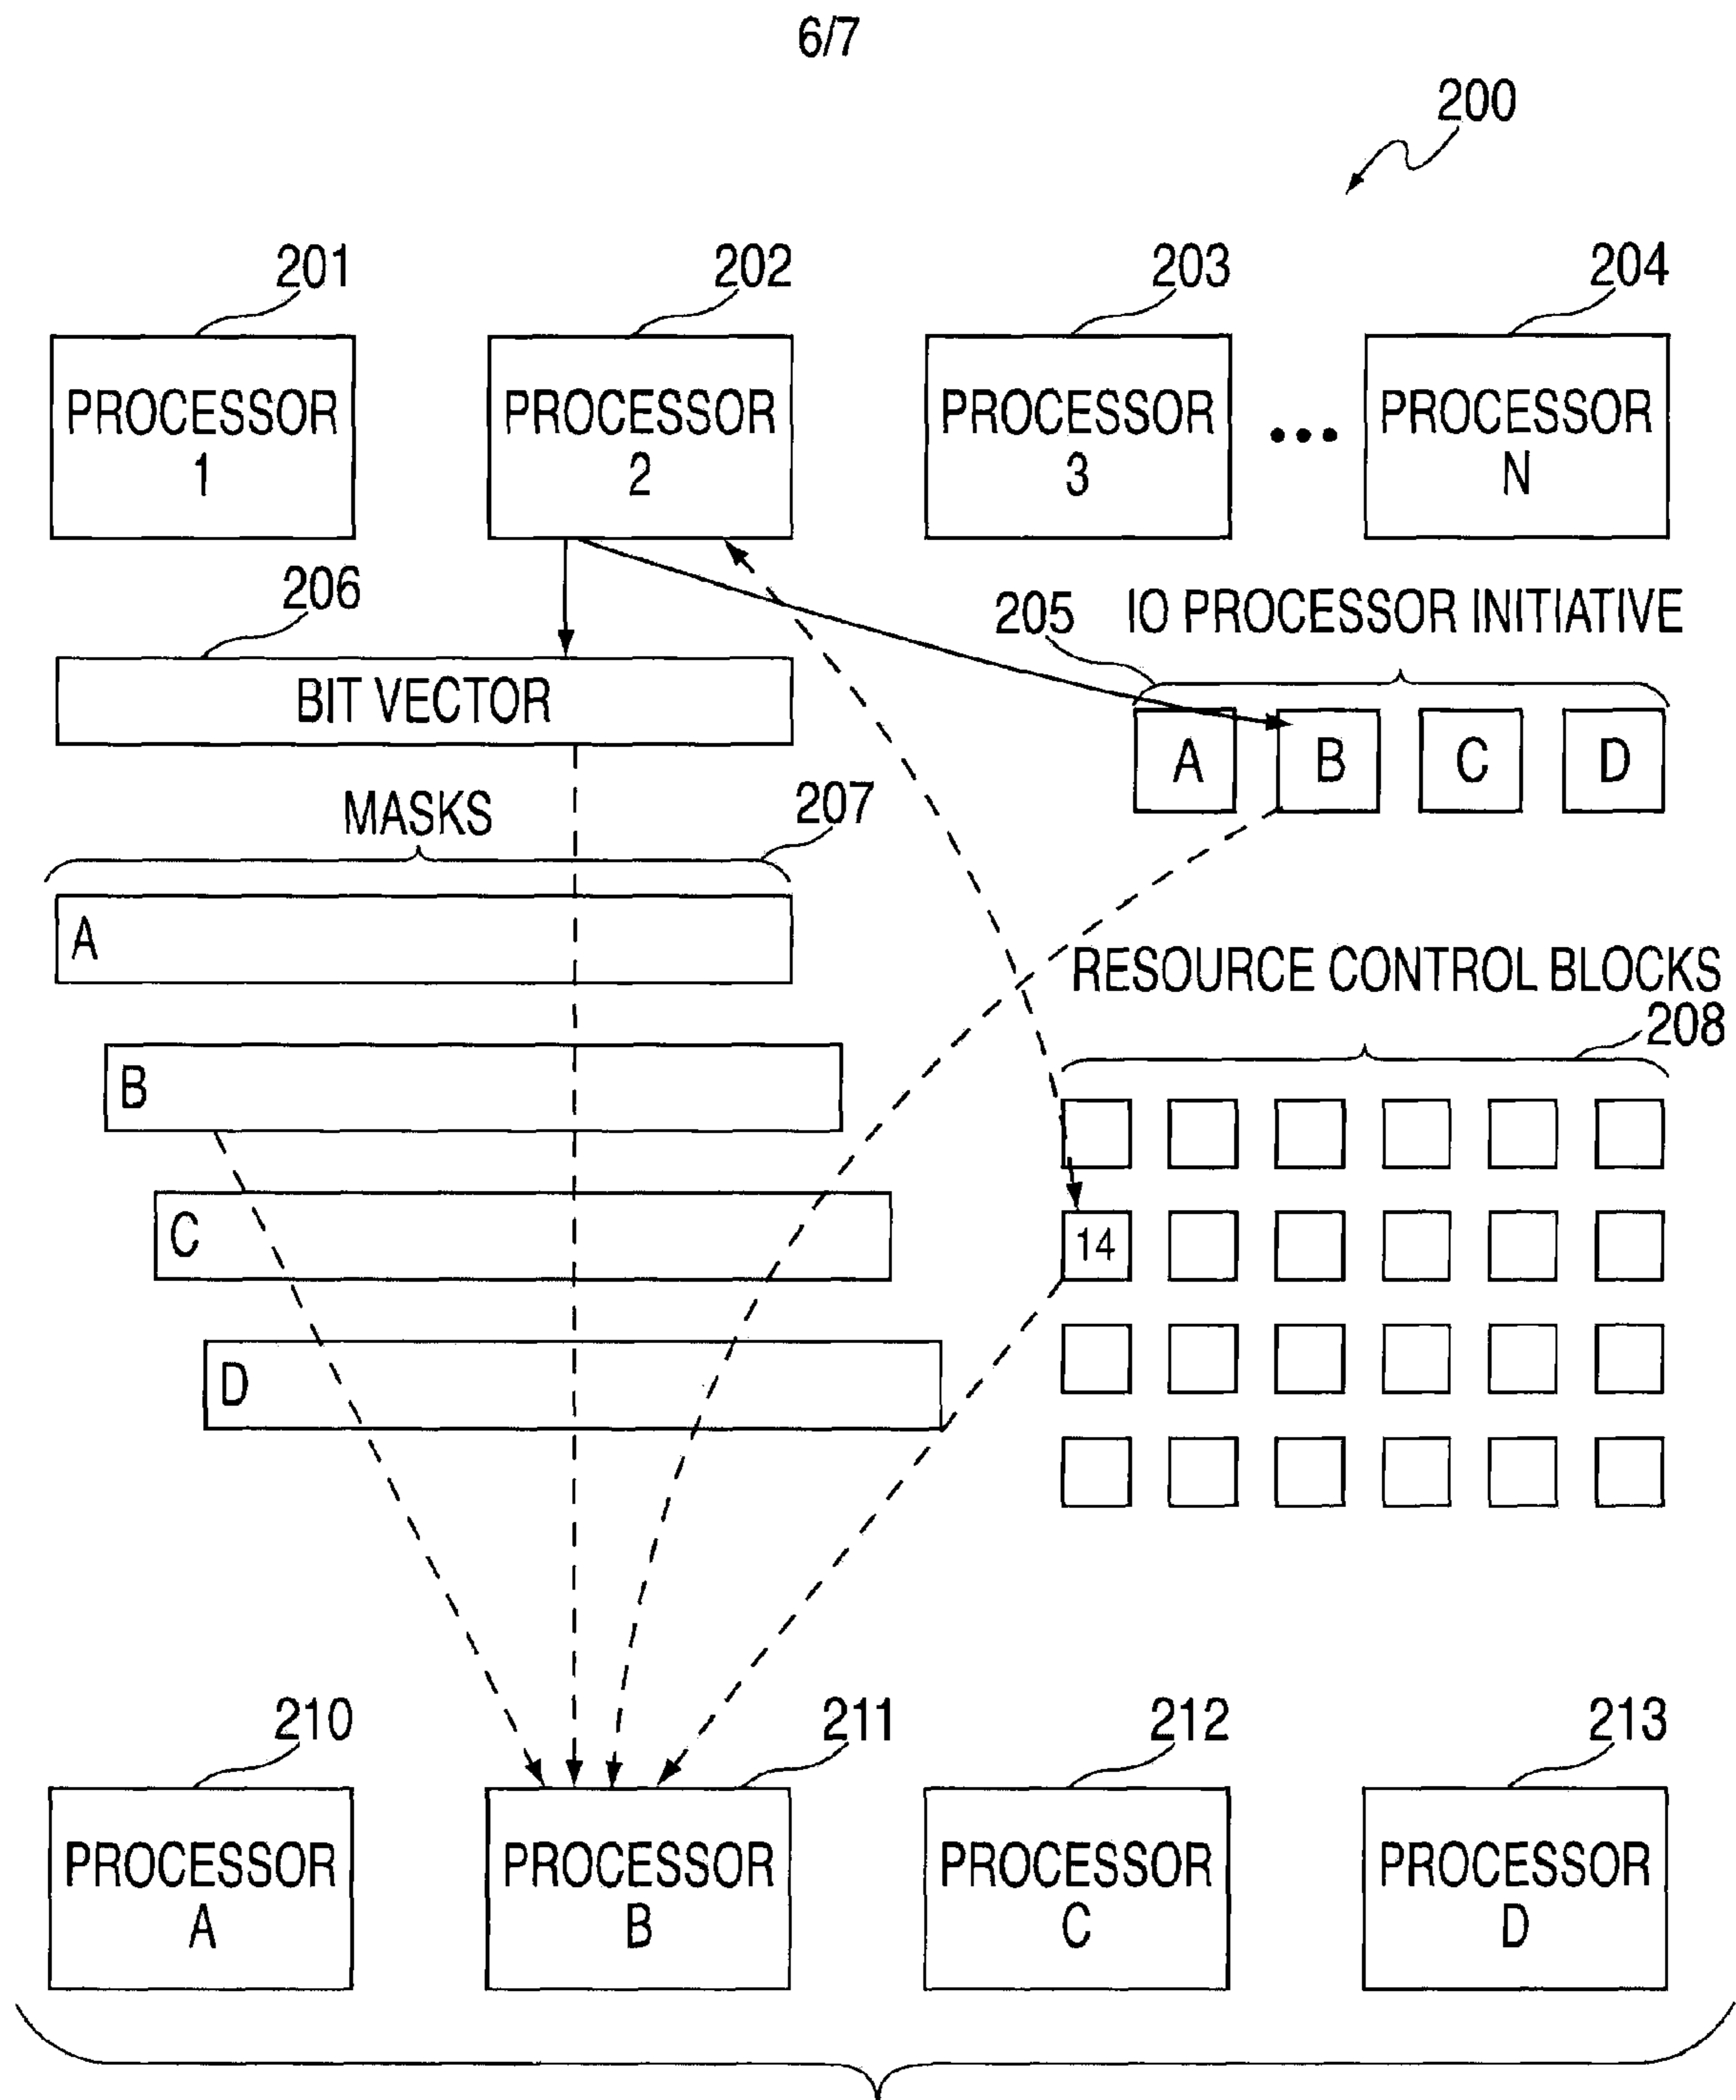 6/7
200
201
202
203
204
PROCESSOR
1
PROCESSOR
2
PROCESSOR
3
•••
PROCESSOR
N
206
205
IO PROCESSOR INITIATIVE
BIT VECTOR
A
B
C
D
MASKS
207
A
RESOURCE CONTROL BLOCKS
208
B
C
14
D
210
211
212
213
PROCESSOR
A
PROCESSOR
B
PROCESSOR
C
PROCESSOR
D